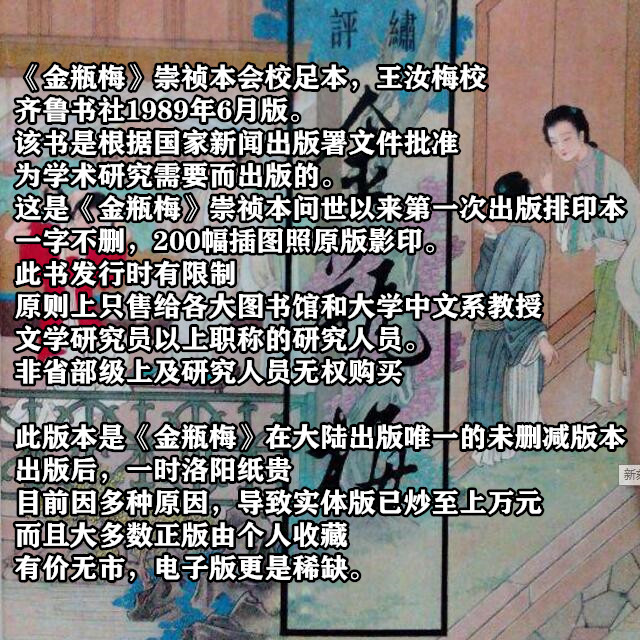 評 繡
金瓶梅
《金瓶梅》崇祯本会校足本，王汝梅校
齐鲁书社1989年6月版。
该书是根据国家新闻出版署文件批准
为学术研究需要而出版的。
这是《金瓶梅》崇祯本问世以来第一次出版排印本
一字不删，200幅插图照原版影印。
此书发行时有限制
原则上只售给各大图书馆和大学中文系教授
文学研究员以上职称的研究人员。
非省部级上及研究人员无权购买
此版本是《金瓶梅》在大陆出版唯一的未删减版本
出版后，一时洛阳纸贵
目前因多种原因，导致实体版已炒至上万元
而且大多数正版由个人收藏
有价无市，电子版更是稀缺。